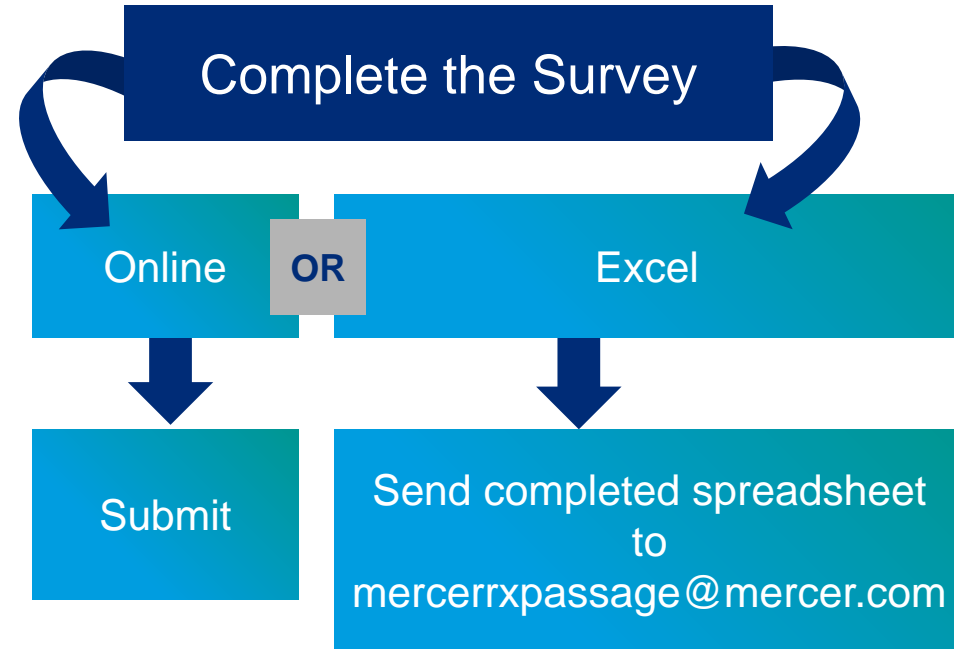 Complete the Survey
Online
OR
Excel
Submit
Send completed spreadsheet
to
mercerrxpassage@mercer.com